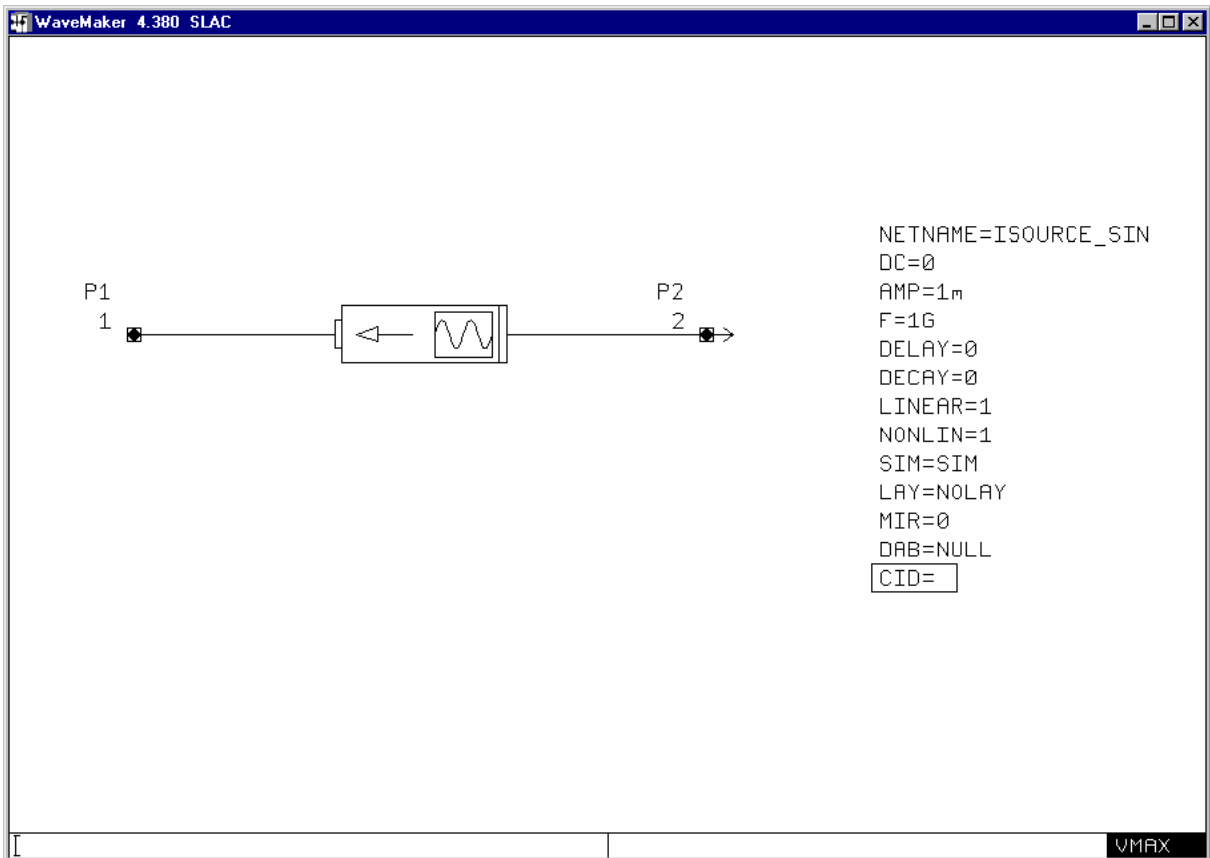 WaveMaker 4.380 SLAC
P1
1
P2
2
NETNAME=ISOURCE_SIN
DC=0
AMP=1m
F=1G
DELAY=0
DECAY=0
LINEAR=1
NONLIN=1
SIM=SIM
LAY=NOLAY
MIR=0
DAB=NULL
CID=
VMAX